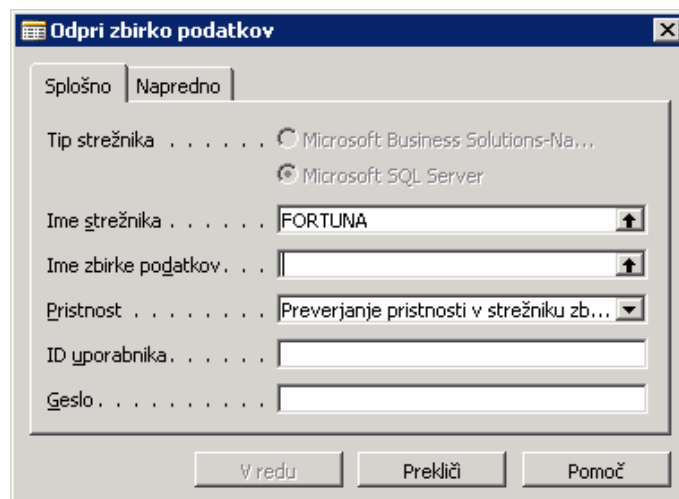 Odpri zbirko podatkov
Splošno Napredno
Tip strežnika . . . . . . Microsoft Business Solutions-Na...
Microsoft SQL Server
Ime strežnika . . . . . . FORTUNA
Ime zbirke podatkov. . .
Pristnost . . . . . . . . Preverjanje pristnosti v strežniku zb...
ID uporabnika. . . . . .
Geslo. . . . . . . . . .
V redu Prekliči Pomoč